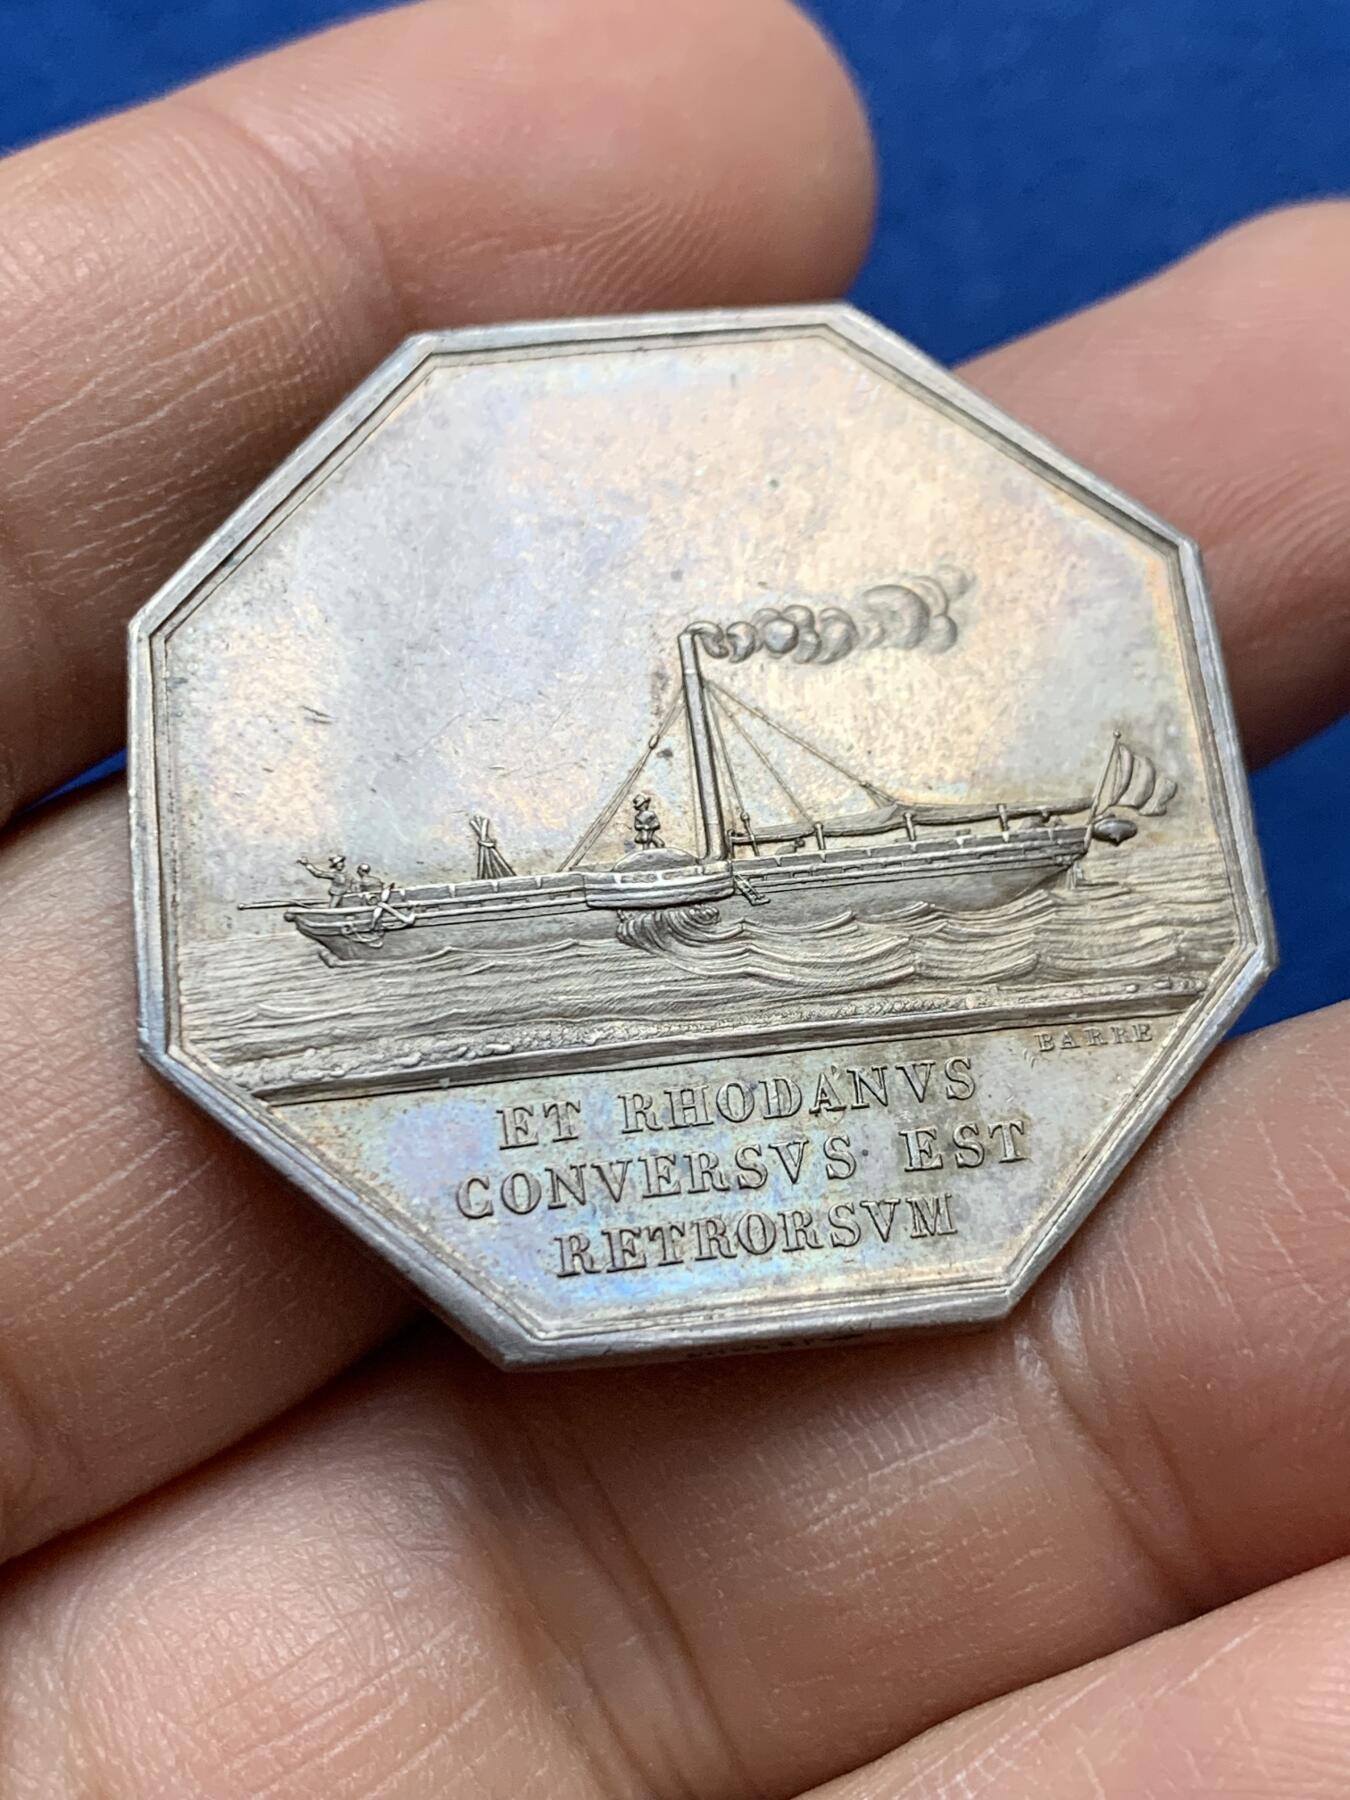 BARRE
ET RHODANVS
CONVERSVS EST
RETRORSVM